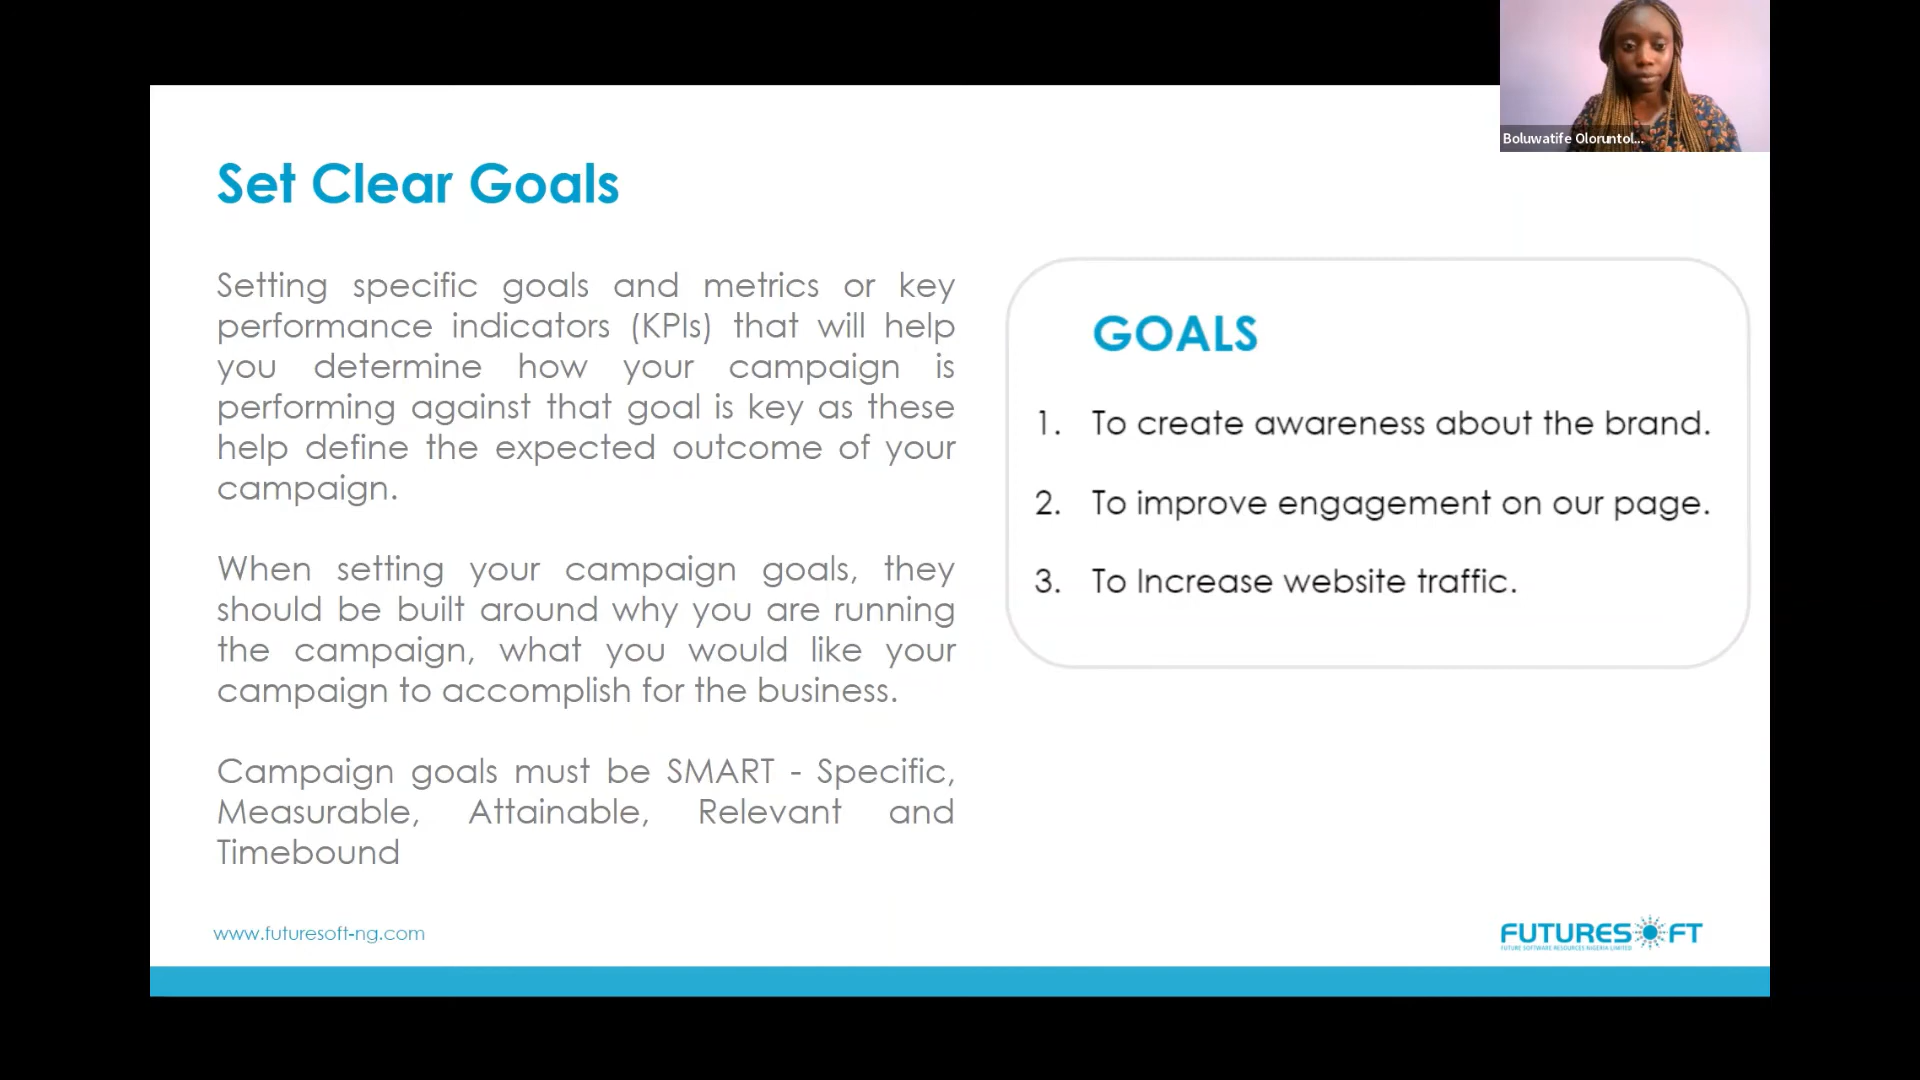 Boluwatife Oloruntol...
Set Clear Goals
Setting specific goals and metrics or key
performance indicators (KPIs) that will help
you determine how your campaign is
performing against that goal is key as these
help define the expected outcome of your
campaign.
When setting your campaign goals, they
should be built around why you are running
the campaign, what you would like your
campaign to accomplish for the business.
Campaign goals must be SMART - Specific,
Measurable, Attainable, Relevant and
Timebound
GOALS
1. To create awareness about the brand.
2. To improve engagement on our page.
3. To Increase website traffic.
www.futuresoft-ng.com
FUTURESOFT
FUTURE SOFTWARE RESOURCES NIGERIA LIMITED